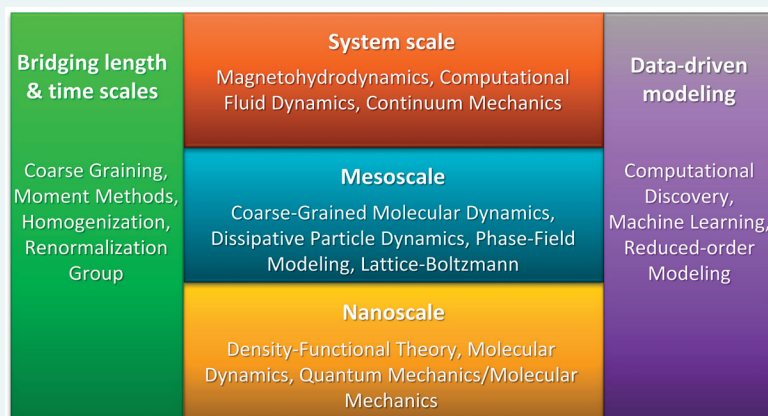 Bridging length
& time scales
Coarse Graining,
Moment Methods,
Homogenization,
Renormalization
Group
System scale
Magnetohydrodynamics, Computational
Fluid Dynamics, Continuum Mechanics
Mesoscale
Coarse-Grained Molecular Dynamics,
Dissipative Particle Dynamics, Phase-Field
Modeling, Lattice-Boltzmann
Nanoscale
Density-Functional Theory, Molecular
Dynamics, Quantum Mechanics/Molecular
Mechanics
Data-driven
modeling
Computational
Discovery,
Machine Learning,
Reduced-order
Modeling